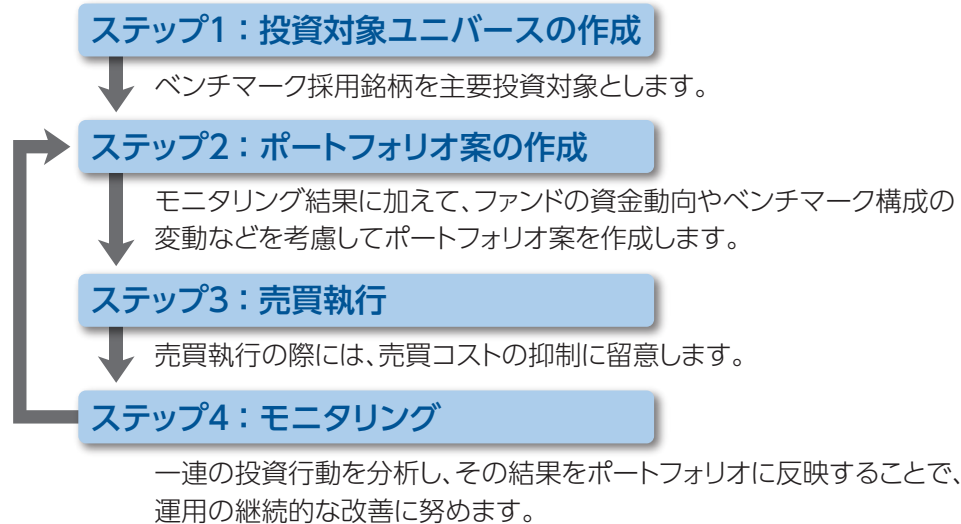 ステップ1：投資対象ユニバースの作成
ベンチマーク採用銘柄を主要投資対象とします。
ステップ2：ポートフォリオ案の作成
モニタリング結果に加えて、ファンドの資金動向やベンチマーク構成の
変動などを考慮してポートフォリオ案を作成します。
ステップ3：売買執行
売買執行の際には、売買コストの抑制に留意します。
ステップ4：モニタリング
一連の投資行動を分析し、その結果をポートフォリオに反映することで、
運用の継続的な改善に努めます。